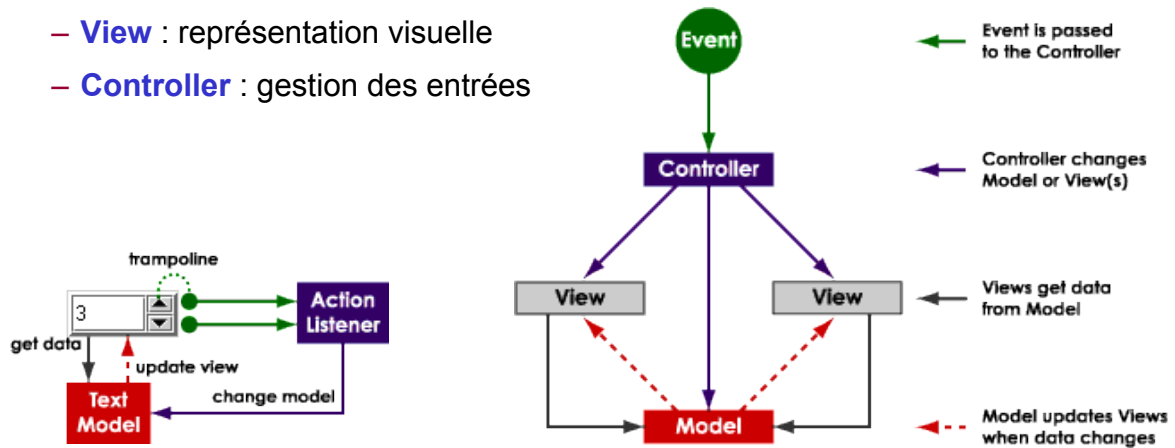 – View : représentation visuelle
– Controller : gestion des entrées
Event
Event is passed
to the Controller
Controller
Controller changes
Model or View(s)
trampoline
3
Action
Listener
get data
update view
change model
Text
Model
View
View
Views get data
from Model
Model
Model updates Views
when data changes